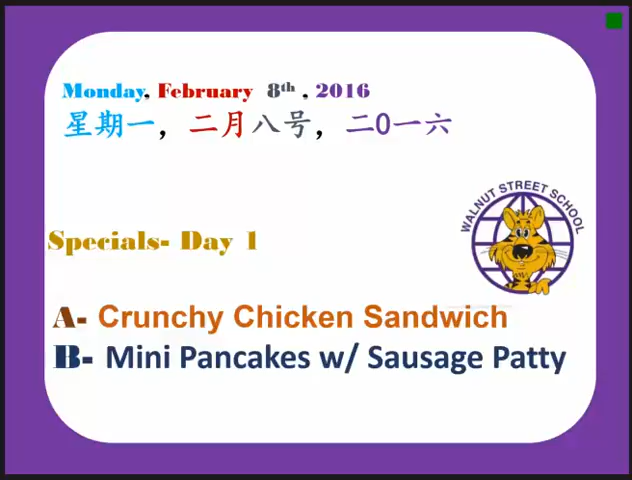 Monday, February 8th , 2016
星期一，二月八号，二0一六
WALNUT STREET SCHOOL
Specials- Day 1
A- Crunchy Chicken Sandwich
B- Mini Pancakes w/ Sausage Patty